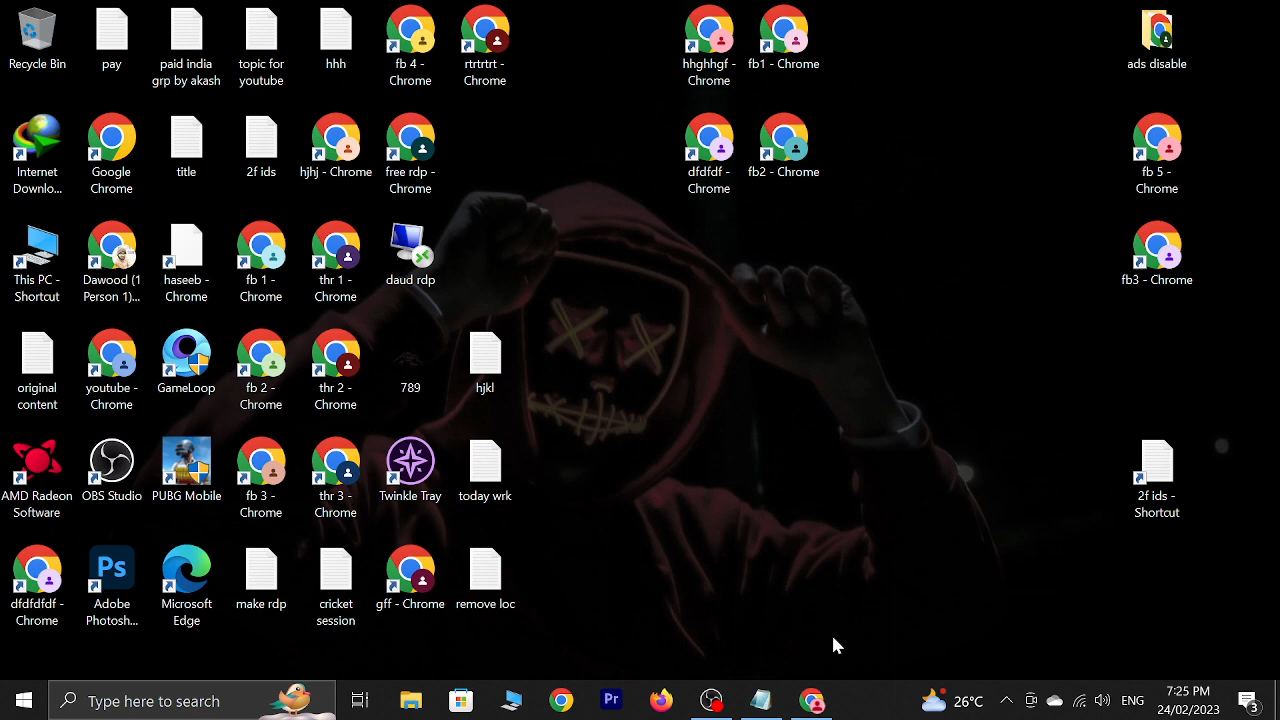 Recycle Bin
pay
paid india
grp by akash
topic for
youtube
hhh
fb 4 -
Chrome
rtrtrtrt -
Chrome
hhghhgf -
Chrome
fb1 - Chrome
ads disable
Internet
Downlo...
Google
Chrome
title
2f ids
hjhj - Chrome
free rdp -
Chrome
dfdfdf -
Chrome
fb2 - Chrome
fb 5 -
Chrome
This PC -
Shortcut
Dawood (1
Person 1)...
haseeb -
Chrome
fb 1 -
Chrome
thr 1 -
Chrome
daud rdp
fb3 - Chrome
original
content
youtube -
Chrome
GameLoop
fb 2 -
Chrome
thr 2 -
Chrome
789
hjkl
AMD Radeon
Software
OBS Studio
PUBG Mobile
fb 3 -
Chrome
thr 3 -
Chrome
Twinkle Tray
today wrk
2f ids -
Shortcut
dfdfdfdf -
Chrome
Ps
Adobe
Photosh...
Microsoft
Edge
make rdp
cricket
session
gff - Chrome
remove loc
Type here to search
Pr
26°C
ENG
5:25 PM
24/02/2023
3